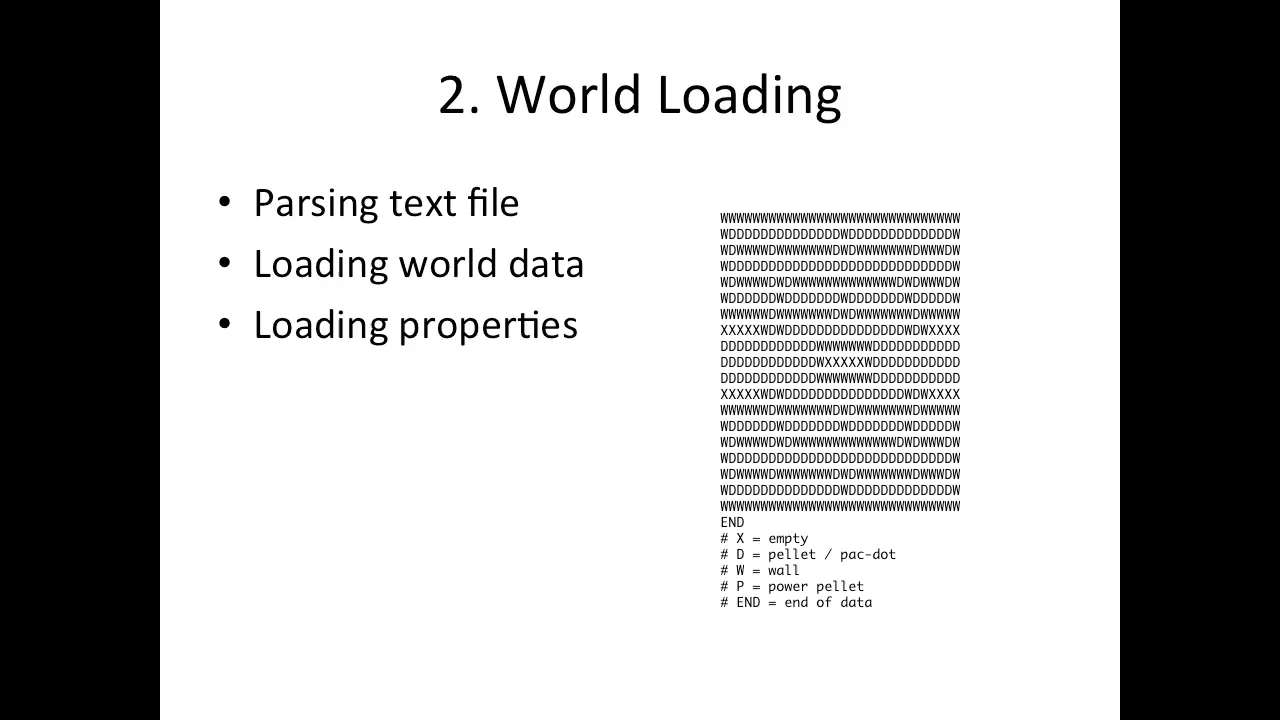 2. World Loading
• Parsing text file
• Loading world data
• Loading properties
WWWWWWWWWWWWWWWWWWWWWWWWWWWWWW
WDDDDDDDDDDDDDDWDDDDDDDDDDDDDW
WDWWWWDWWWWWWWDWDWWWWWWWDWWWDW
WDDDDDDDDDDDDDDDDDDDDDDDDDDDDW
WDWWWWDWDWWWWWWWWWWWWWDWDWWWDW
WDDDDDDWDDDDDDDWDDDDDDDWDDDDDW
WWWWWWDWWWWWWWDWDWWWWWWWDWWWWW
XXXXXWDWDDDDDDDDDDDDDDDWDWXXXX
DDDDDDDDDDDDWWWWWWWDDDDDDDDDDD
DDDDDDDDDDDDWXXXXXWDDDDDDDDDDD
DDDDDDDDDDDDWWWWWWWDDDDDDDDDDD
XXXXXWDWDDDDDDDDDDDDDDDWDWXXXX
WWWWWWDWWWWWWWDWDWWWWWWWDWWWWW
WDDDDDDWDDDDDDDWDDDDDDDWDDDDDW
WDWWWWDWDWWWWWWWWWWWWWDWDWWWDW
WDDDDDDDDDDDDDDDDDDDDDDDDDDDDW
WDWWWWDWWWWWWWDWDWWWWWWWDWWWDW
WDDDDDDDDDDDDDDWDDDDDDDDDDDDDW
WWWWWWWWWWWWWWWWWWWWWWWWWWWWWW
END
# X = empty
# D = pellet / pac-dot
# W = wall
# P = power pellet
# END = end of data